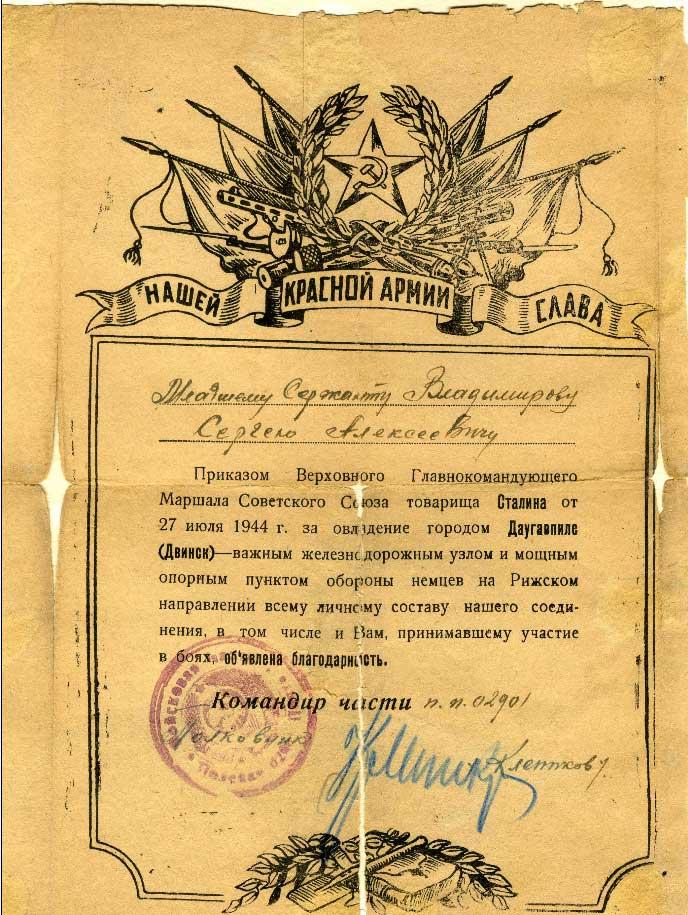 НАШЕЙ КРАСНОЙ АРМИИ СЛАВА
Младшему Сержанту Владимирову
Сергею Алексеевичу
Приказом Верховного Главнокомандующего
Маршала Советского Союза товарища Сталина от
27 июля 1944 г. за овладение городом Даугавпилс
(Двинск)—важным железнодорожным узлом и мощным
опорным пунктом обороны немцев на Рижском
направлении всему личному составу нашего соеди-
нения, в том числе и Вам, принимавшему участие
в боях, об‘явлена благодарность.
Командир части п.п. 02901
Полковник